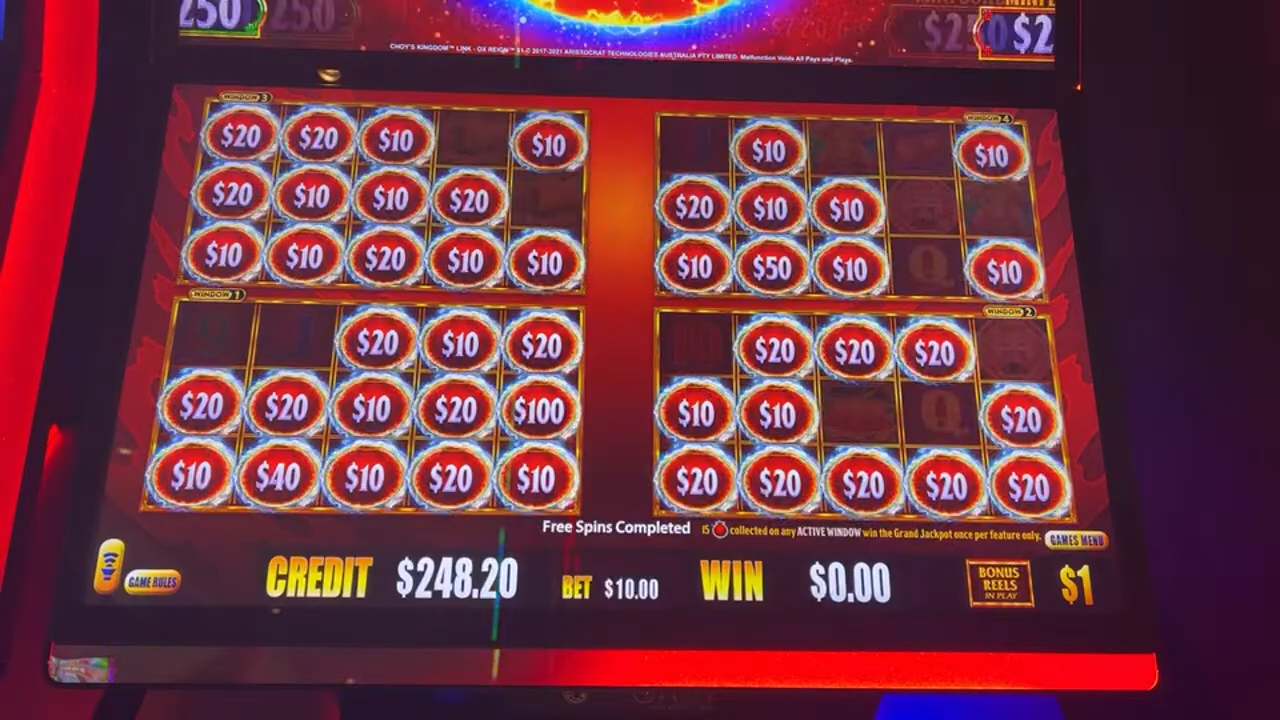 250 250 $250 $2
CHOY'S KINGDOM™ LINK - OX REIGN™ © 2017-2021 ARISTOCRAT TECHNOLOGIES AUSTRALIA PTY LIMITED. Malfunction Voids All Pays and Plays.
WINDOW 3
$20 $20 $10 $10
$20 $10 $10 $20
$10 $10 $20 $10 $10
WINDOW 4
$10 $10
$20 $10 $10
$10 $50 $10 Q $10
WINDOW 1
$20 $10 $20
$20 $20 $10 $20 $100
$10 $40 $10 $20 $10
WINDOW 2
$20 $20 $20
$10 $10 Q $20
$20 $20 $20 $20 $20
Free Spins Completed 15 collected on any ACTIVE WINDOW win the Grand Jackpot once per feature only.
GAMES MENU
GAME RULES
CREDIT $248.20 BET $10.00 WIN $0.00
BONUS
REELS
IN PLAY
$1